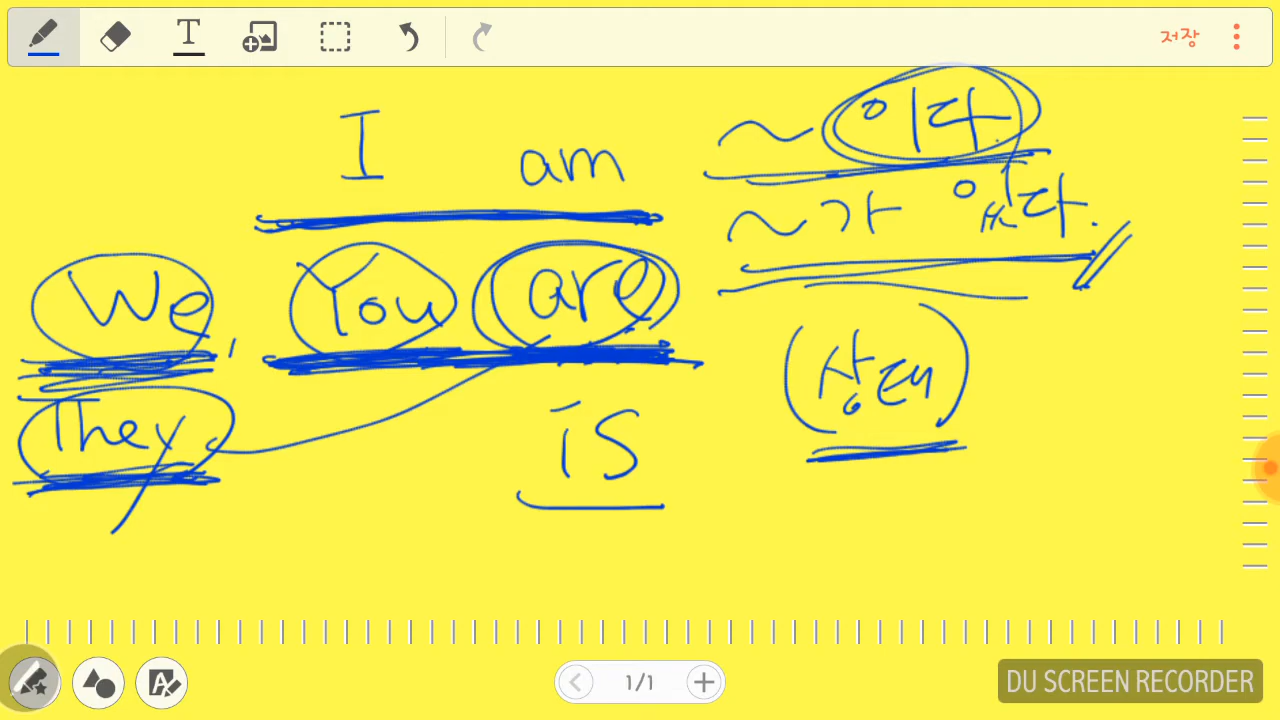 T
저장
I am ~이다.
~가 있다.
We, You are
(상태)
They
is
1/1
DU SCREEN RECORDER